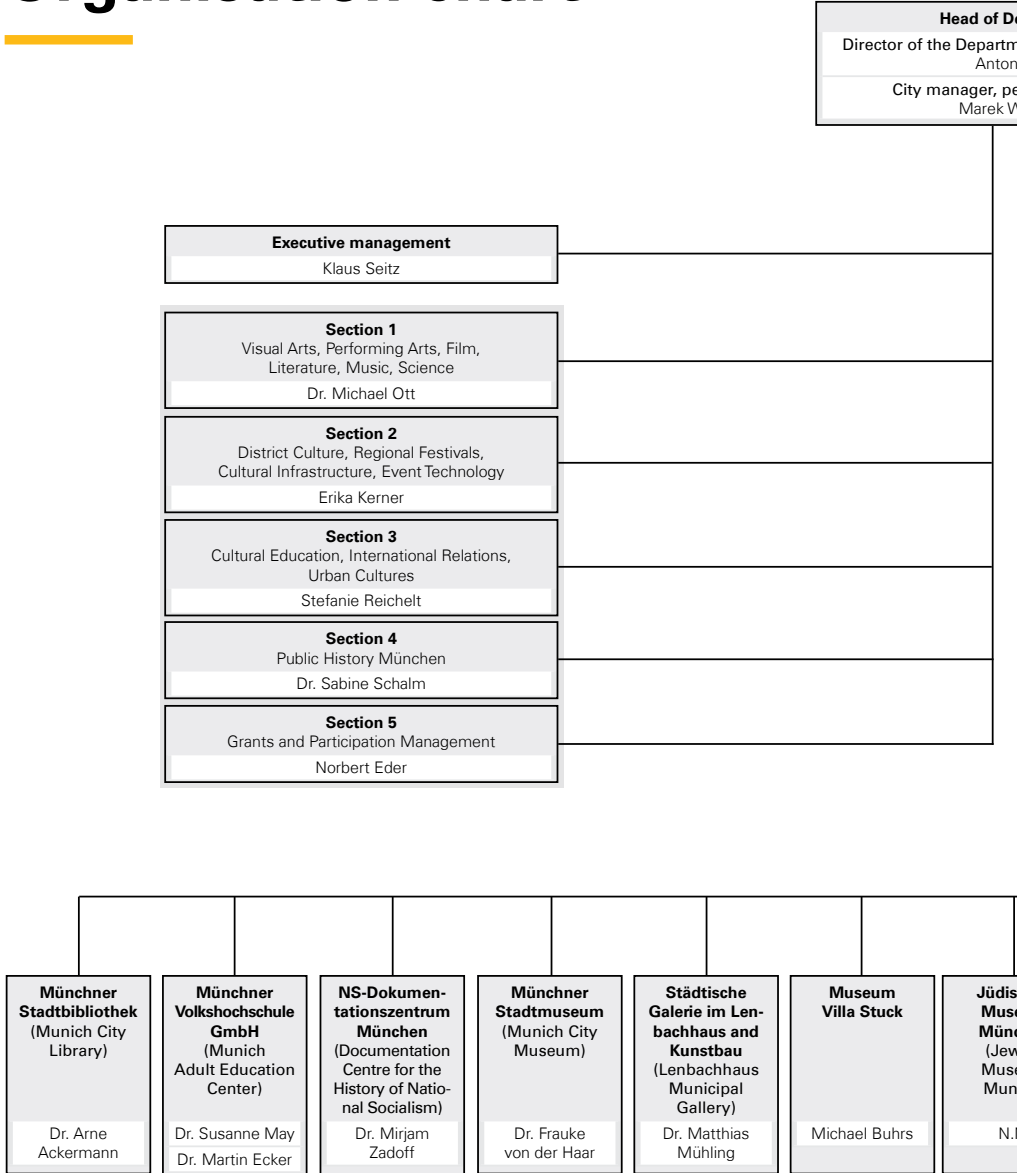 Organisation chart
Head of
Director of the
Anton
City manager,
Marek
Executive management
Klaus Seitz
Section 1
Visual Arts, Performing Arts, Film,
Literature, Music, Science
Dr. Michael Ott
Section 2
District Culture, Regional Festivals,
Cultural Infrastructure, Event Technology
Erika Kerner
Section 3
Cultural Education, International Relations,
Urban Cultures
Stefanie Reichelt
Section 4
Public History München
Dr. Sabine Schalm
Section 5
Grants and Participation Management
Norbert Eder
Münchner
Stadtbibliothek
(Munich City
Library)
Dr. Arne
Ackermann
Münchner
Volkshochschule
GmbH
(Munich
Adult Education
Center)
Dr. Susanne May
Dr. Martin Ecker
NS-Dokumen-
tationszentrum
München
(Documentation
Centre for the
History of Natio-
nal Socialism)
Dr. Mirjam
Zadoff
Münchner
Stadtmuseum
(Munich City
Museum)
Dr. Frauke
von der Haar
Städtische
Galerie im Len-
bachhaus and
Kunstbau
(Lenbachhaus
Municipal
Gallery)
Dr. Matthias
Mühling
Museum
Villa Stuck
Michael Buhrs